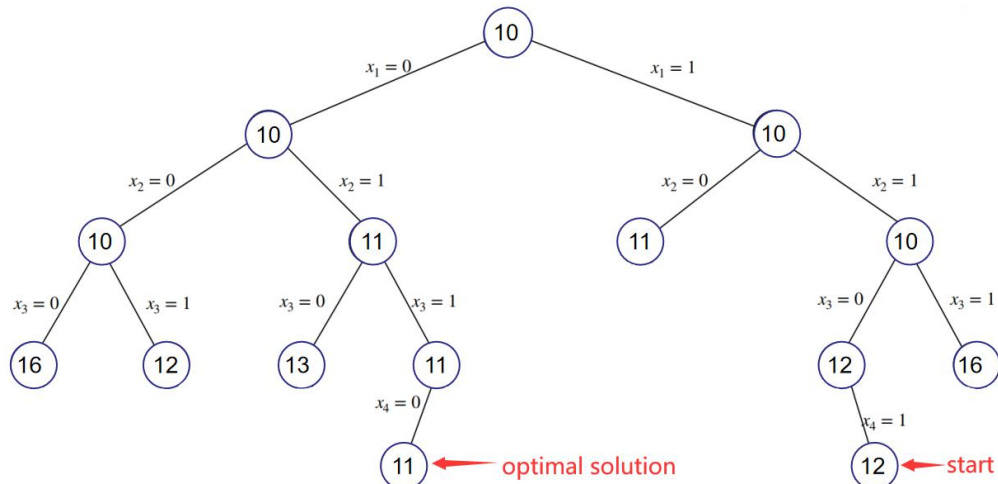 10
x₁ = 0
x₁ = 1
10
10
x₂ = 0
x₂ = 1
x₂ = 0
x₂ = 1
10
11
11
10
x₃ = 0
x₃ = 1
x₃ = 0
x₃ = 1
x₃ = 0
x₃ = 1
16
12
13
11
12
16
x₄ = 0
x₄ = 1
11
optimal solution
12
start